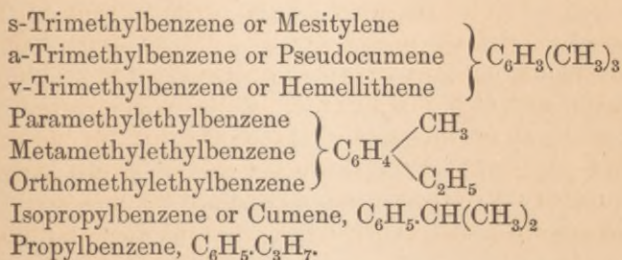 s-Trimethylbenzene or Mesitylene
a-Trimethylbenzene or Pseudocumene
v-Trimethylbenzene or Hemellithene
C₆H₃(CH₃)₃
Paramethylethylbenzene
Metamethylethylbenzene
Orthomethylethylbenzene
C₆H₄
CH₃
C₂H₅
Isopropylbenzene or Cumene, C₆H₅.CH(CH₃)₂
Propylbenzene, C₆H₅.C₃H₇.